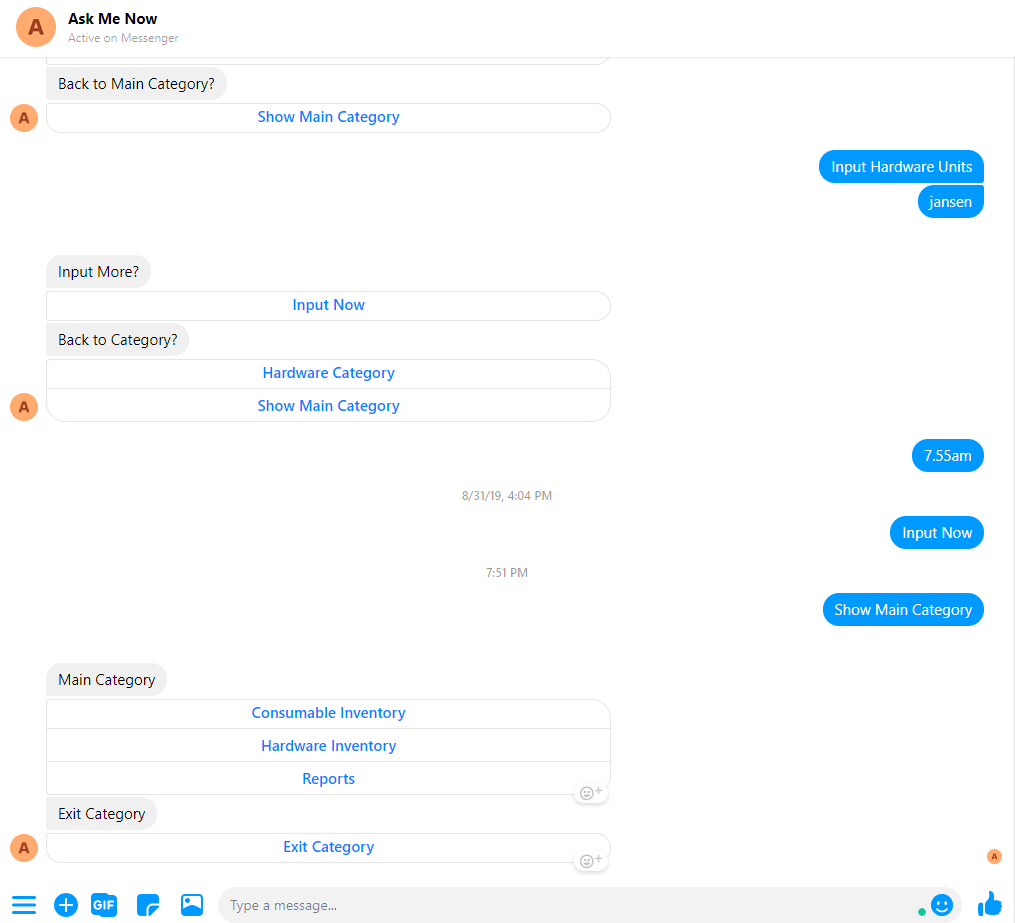 A
Ask Me Now
Active on Messenger
Back to Main Category?
A
Show Main Category
Input Hardware Units
jansen
Input More?
Input Now
Back to Category?
Hardware Category
A
Show Main Category
7.55am
8/31/19, 4:04 PM
Input Now
7:51 PM
Show Main Category
Main Category
Consumable Inventory
Hardware Inventory
Reports
Exit Category
A
Exit Category
A
GIF
Type a message...